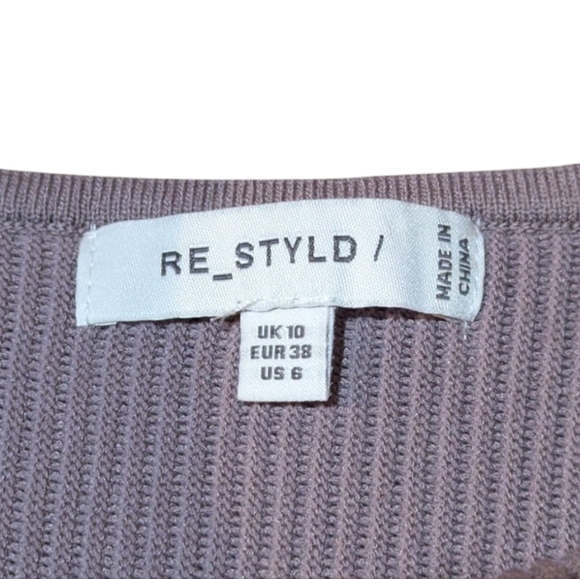 RE_STYLD /
MADE IN
CHINA
UK 10
EUR 38
US 6